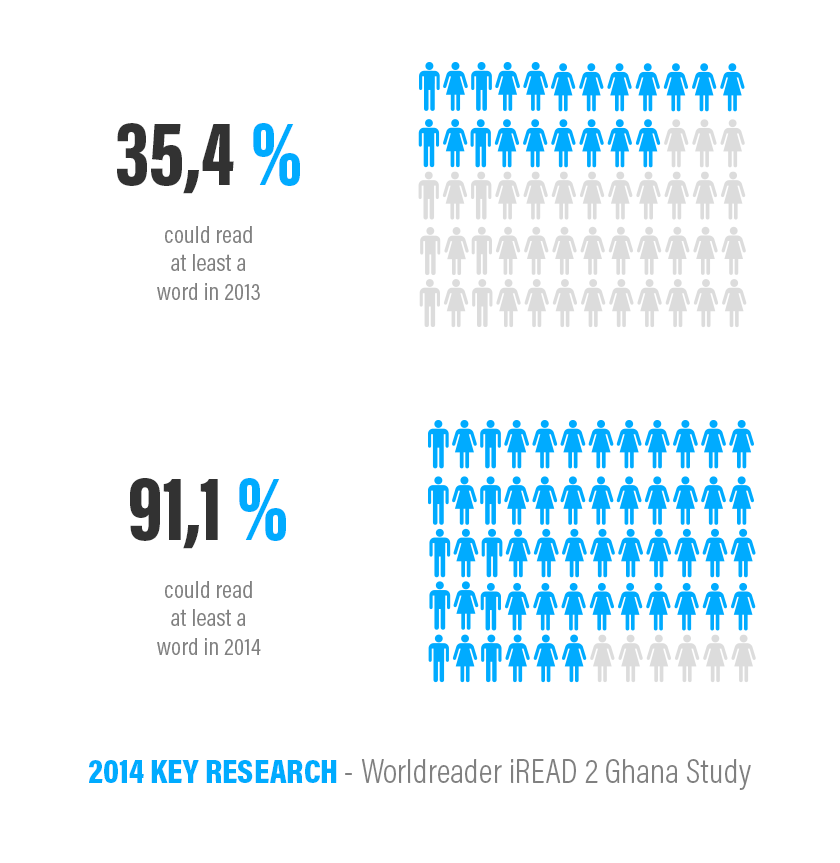 35,4 %
could read
at least a
word in 2013
91,1 %
could read
at least a
word in 2014
2014 KEY RESEARCH - Worldreader iREAD 2 Ghana Study